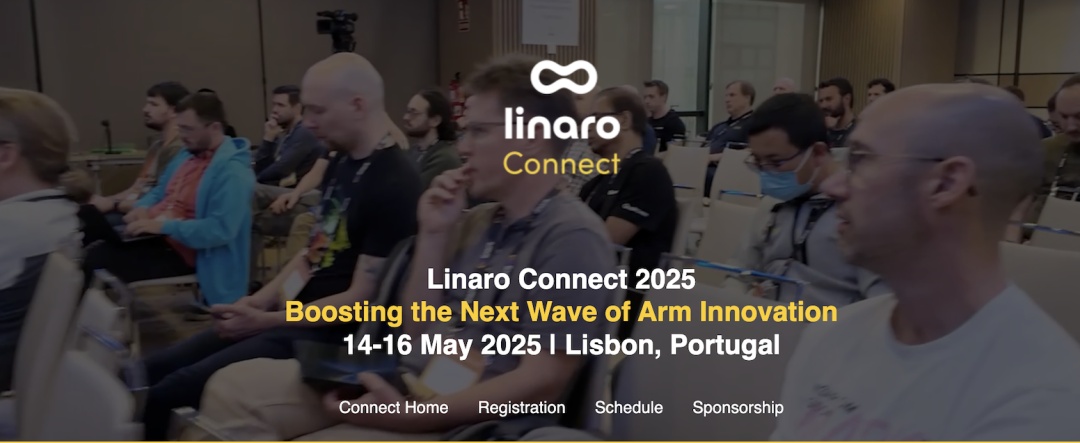 linaro
Connect
Linaro Connect 2025
Boosting the Next Wave of Arm Innovation
14-16 May 2025 | Lisbon, Portugal
Connect Home Registration Schedule Sponsorship